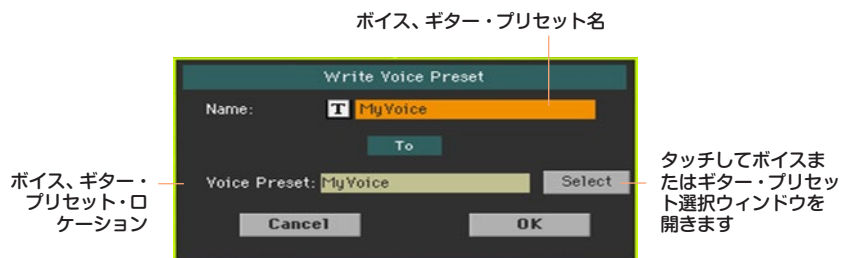 ボイス、ギター・プリセット名
Write Voice Preset
Name: T MyVoice
To
ボイス、ギター・
プリセット・ロ
ケーション
Voice Preset: MyVoice Select
タッチしてボイスま
たはギター・プリセッ
ト選択ウィンドウを
開きます
Cancel OK